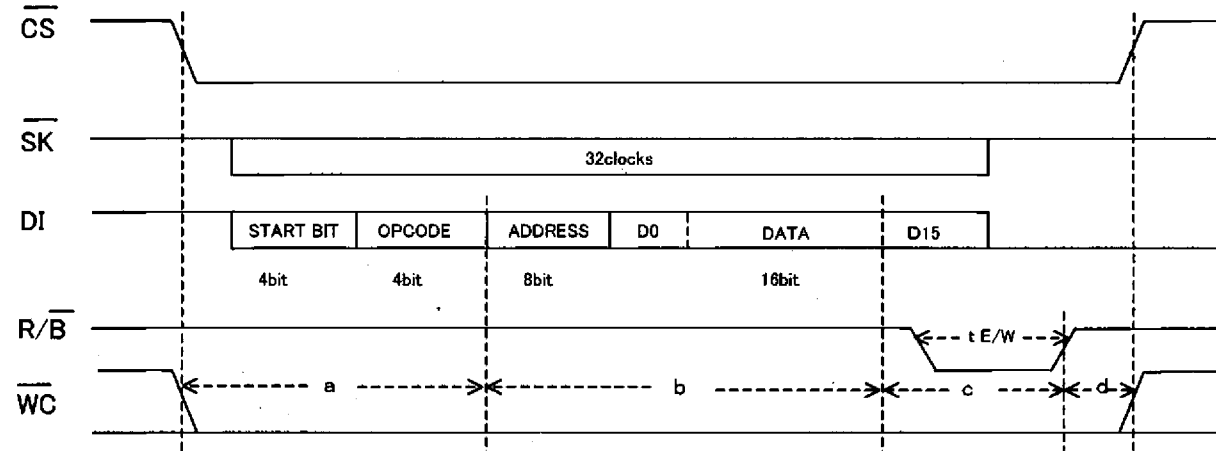 CS
SK
32clocks
DI
START BIT OPCODE ADDRESS D0 DATA D15
4bit 4bit 8bit 16bit
R/B
t E/W
a b c d
WC